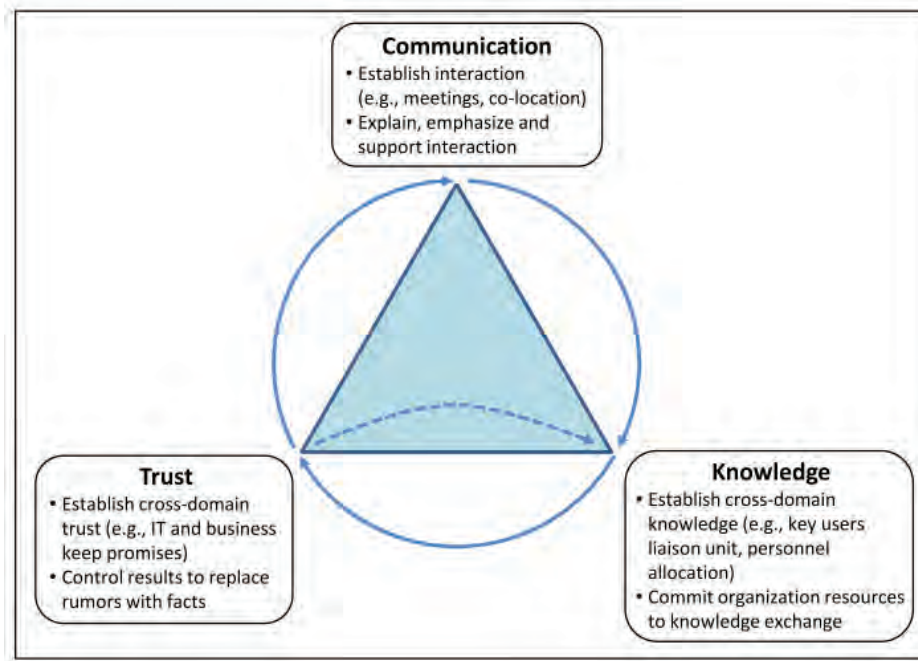 Communication
• Establish interaction
(e.g., meetings, co-location)
• Explain, emphasize and
support interaction
Trust
• Establish cross-domain
trust (e.g., IT and business
keep promises)
• Control results to replace
rumors with facts
Knowledge
• Establish cross-domain
knowledge (e.g., key users
liaison unit, personnel
allocation)
• Commit organization resources
to knowledge exchange